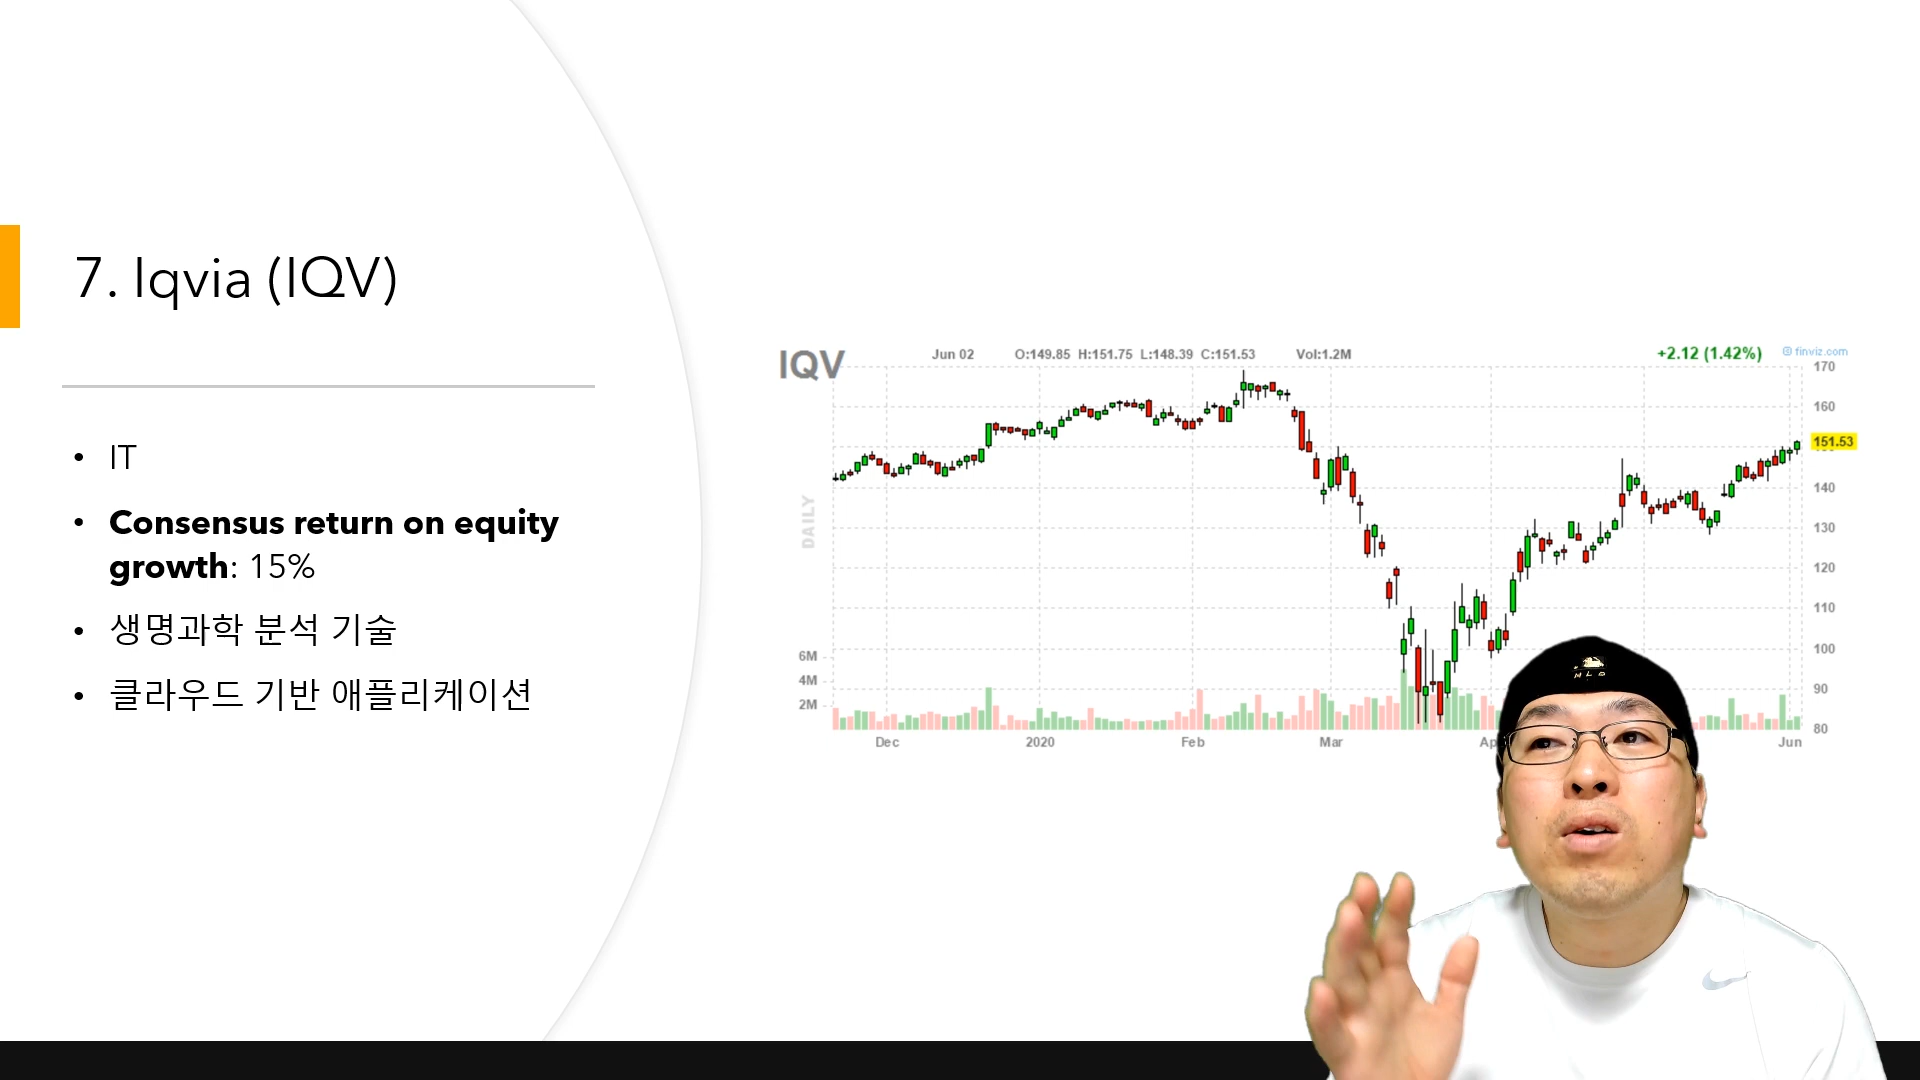 7. Iqvia (IQV)
• IT
• Consensus return on equity
growth: 15%
• 생명과학 분석 기술
• 클라우드 기반 애플리케이션
IQV
Jun 02 O:149.85 H:151.75 L:148.39 C:151.53 Vol:1.2M
+2.12 (1.42%) © finviz.com
170
160
151.53
140
130
120
110
100
90
80
DAILY
6M
4M
2M
Dec 2020 Feb Mar Ap Jun